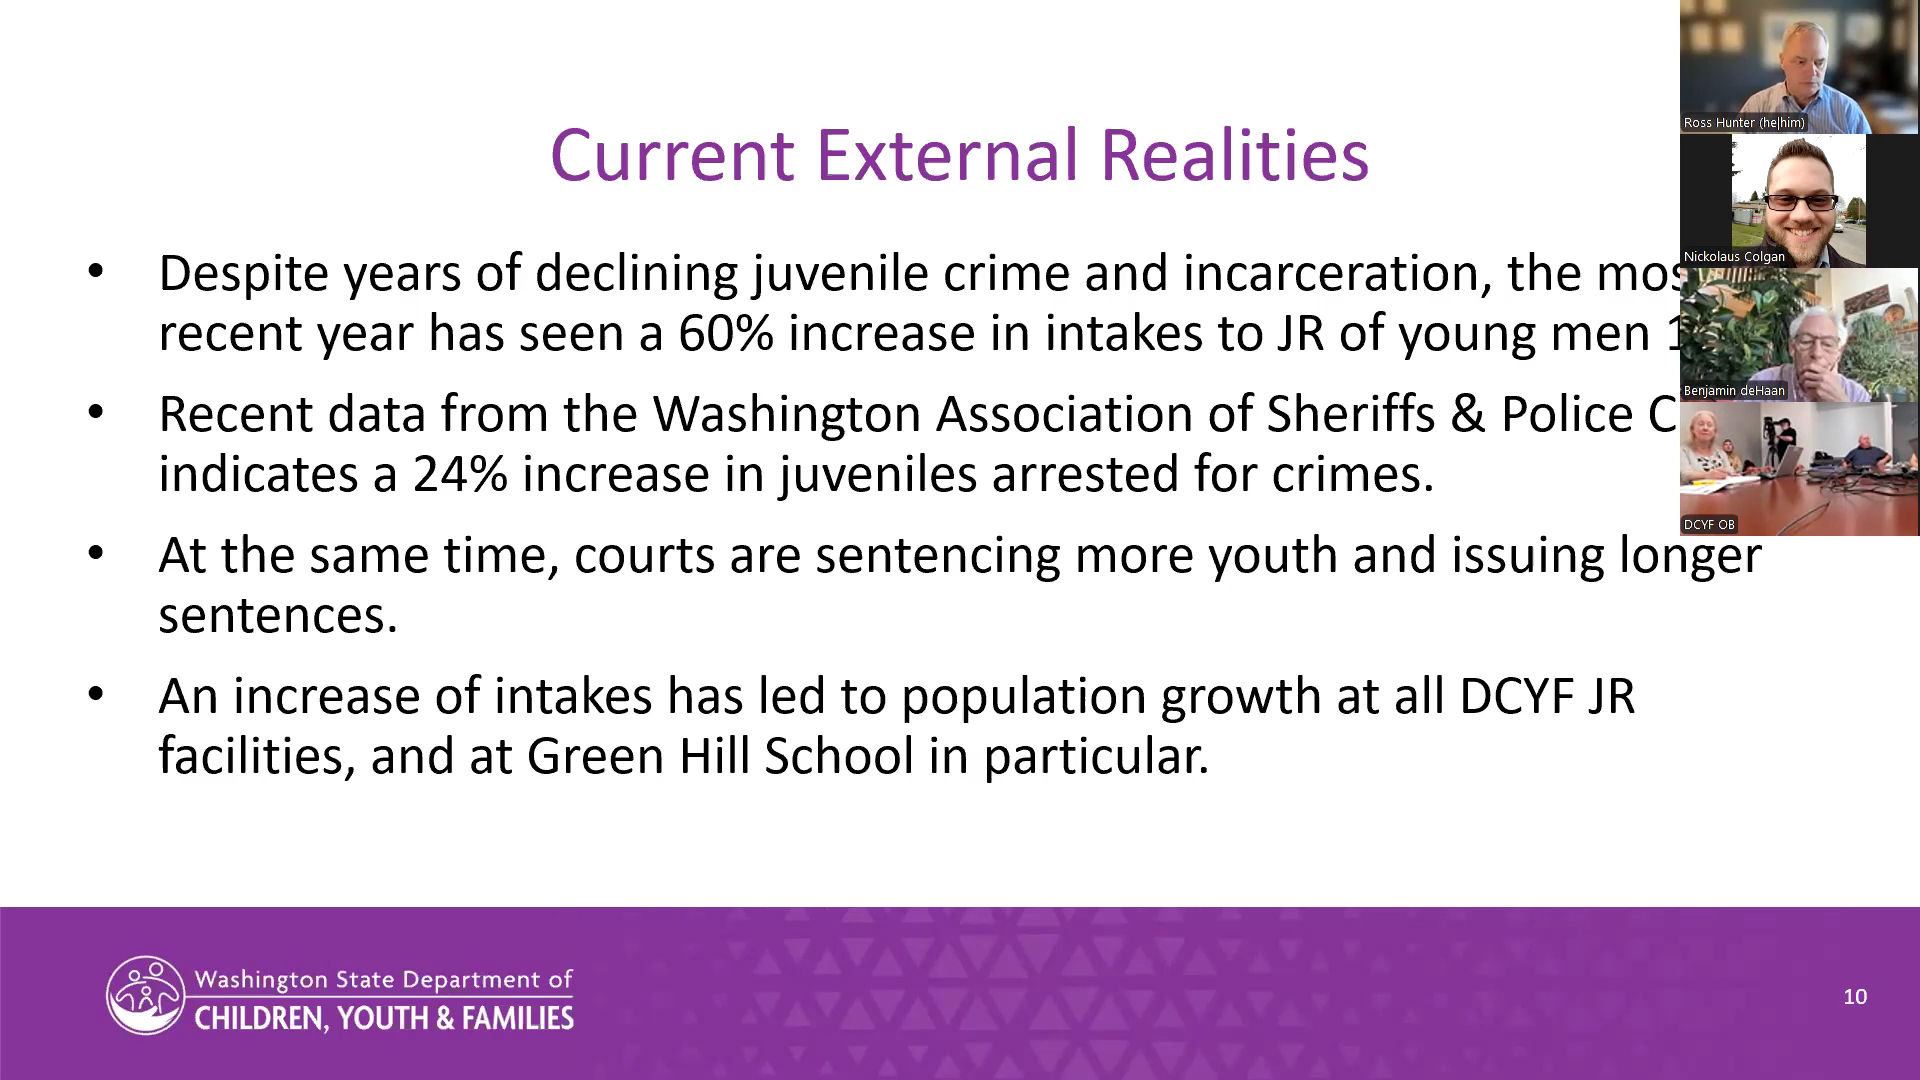 Current External Realities
• Despite years of declining juvenile crime and incarceration, the
recent year has seen a 60% increase in intakes to JR of young men
• Recent data from the Washington Association of Sheriffs & Police
indicates a 24% increase in juveniles arrested for crimes.
• At the same time, courts are sentencing more youth and issuing longer
sentences.
• An increase of intakes has led to population growth at all DCYF JR
facilities, and at Green Hill School in particular.
Ross Hunter (he|him)
Nickolaus Colgan
Benjamin deHaan
DCYF OB
Washington State Department of
CHILDREN, YOUTH & FAMILIES
10